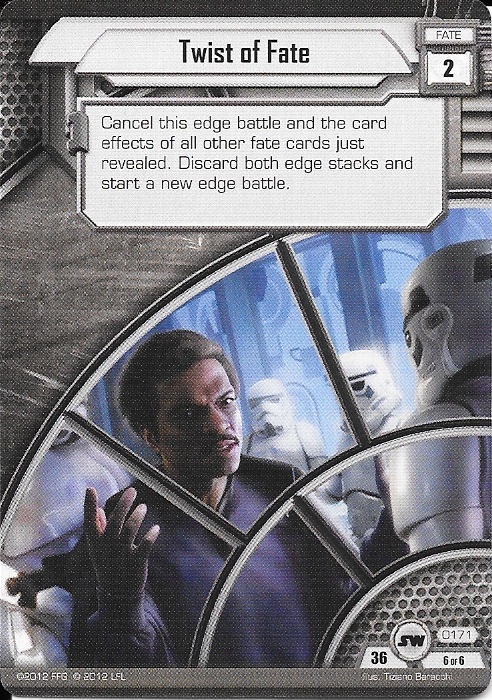 Twist of Fate
FATE
2
Cancel this edge battle and the card
effects of all other fate cards just
revealed. Discard both edge stacks and
start a new edge battle.
SW
0171
36
6 of 6
©2012 FFG © 2012 LFL
Illus. Tiziano Baracchi